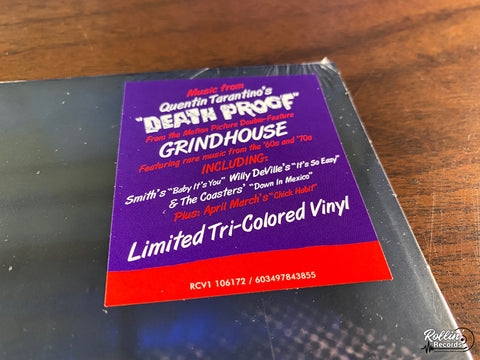 Music from
Quentin Tarantino's
"DEATH PROOF"
From the Motion Picture Double-Feature
GRINDHOUSE
Featuring rare music from the '60s and '70s
INCLUDING:
Smith's "Baby It's You" Willy DeVille's "It's So Easy"
& The Coasters' "Down In Mexico"
Plus: April March's "Chick Habit"
Limited Tri-Colored Vinyl
RCV1 106172 / 603497843855
Rollin'
Records